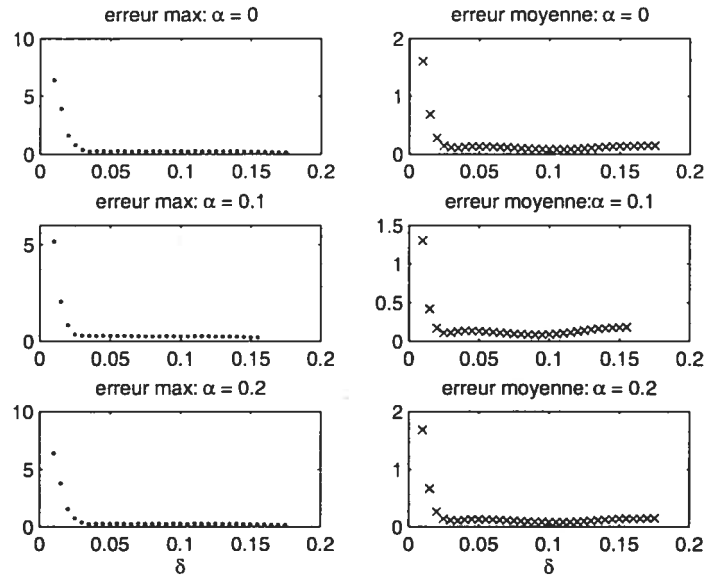 erreur max: α = 0
10
5
0
0 0.05 0.1 0.15 0.2
erreur moyenne: α = 0
2
1
0
0 0.05 0.1 0.15 0.2
erreur max: α = 0.1
5
0
0 0.05 0.1 0.15 0.2
erreur moyenne:α = 0.1
1.5
1
0.5
0
0 0.05 0.1 0.15 0.2
erreur max: α = 0.2
10
5
0
0 0.05 0.1 0.15 0.2
δ
erreur moyenne: α = 0.2
2
1
0
0 0.05 0.1 0.15 0.2
δ